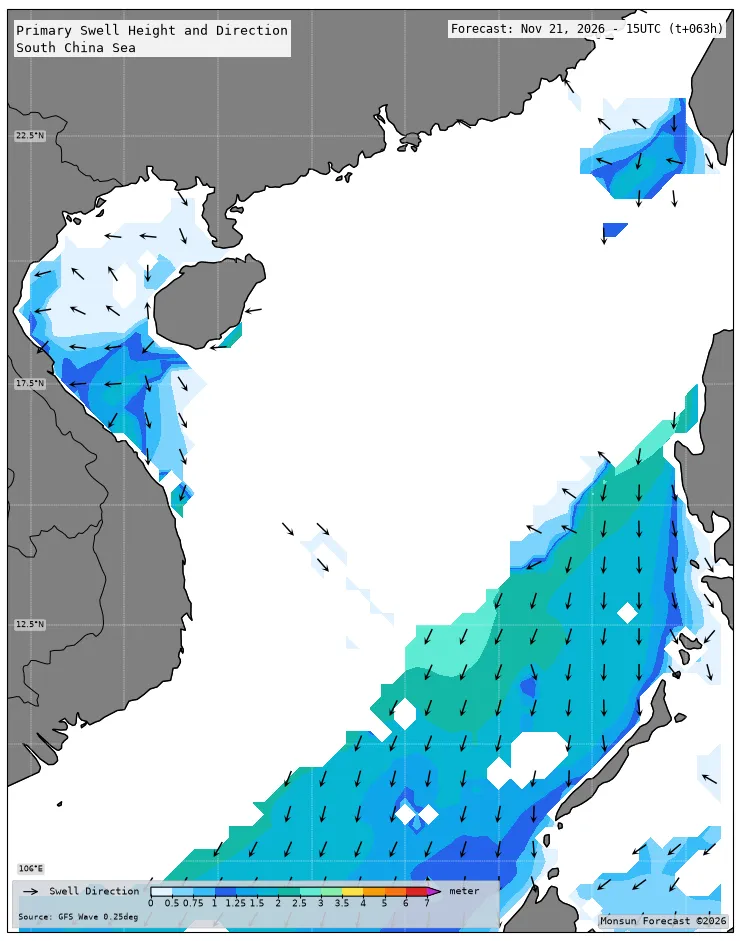 Primary Swell Height and Direction
South China Sea
Forecast: Nov 21, 2026 - 15UTC (t+063h)
22.5°N
17.5°N
12.5°N
106°E
Swell Direction
0 0.5 0.75 1 1.25 1.5 2 2.5 3 3.5 4 5 6 7
meter
Source: GFS Wave 0.25deg
Monsun Forecast ©2026